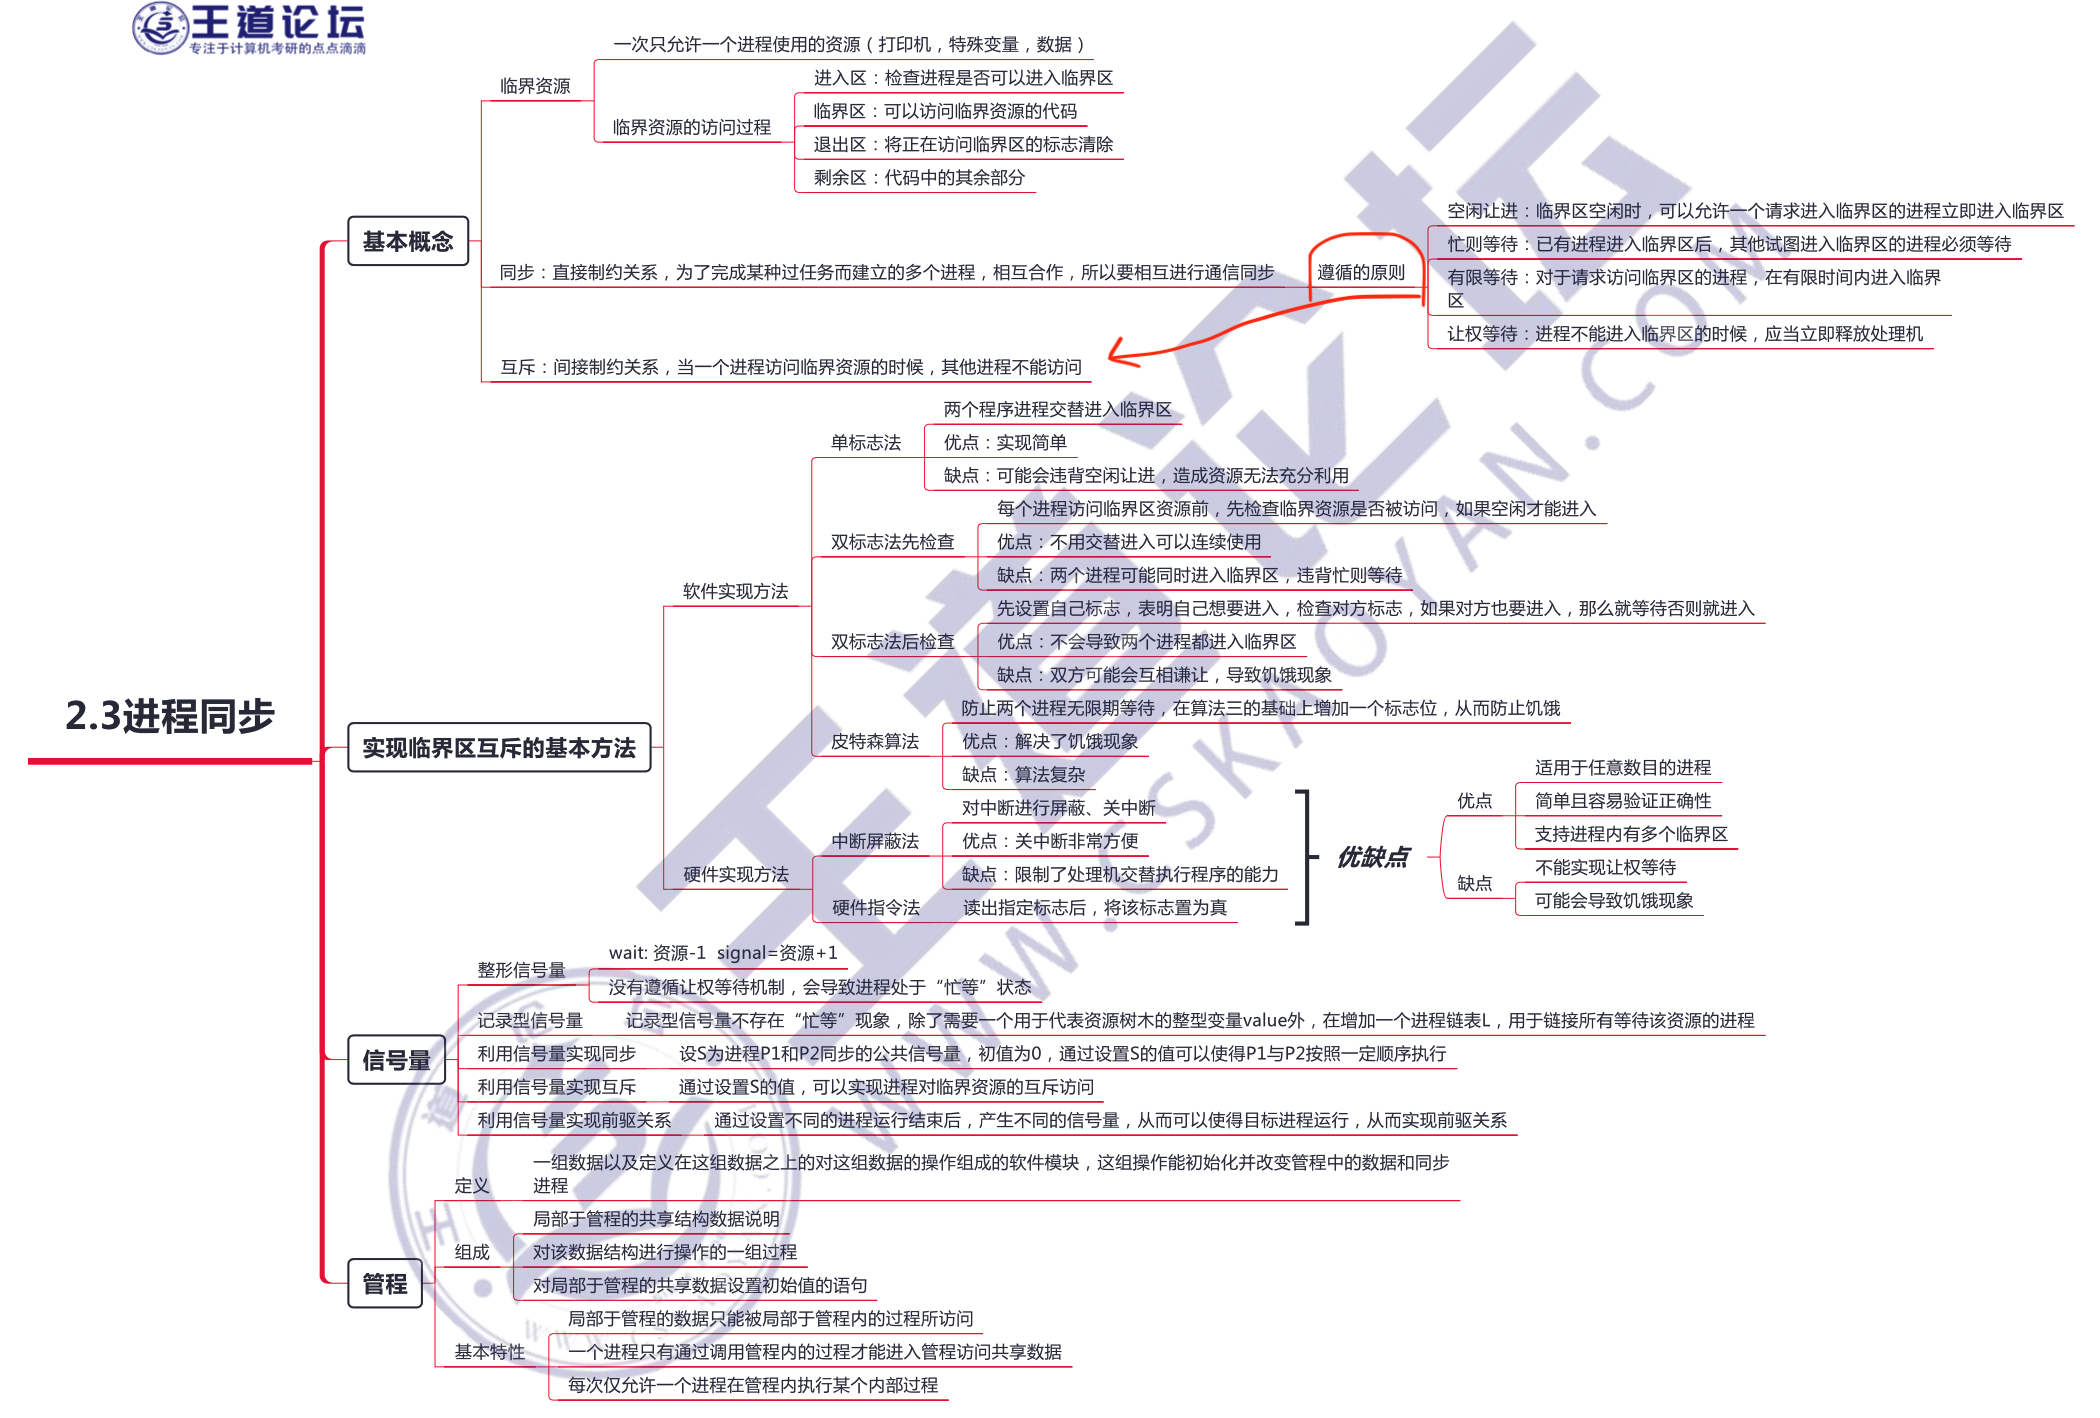 王道论坛
专注于计算机考研的点点滴滴
2.3进程同步
基本概念
临界资源
一次只允许一个进程使用的资源（打印机，特殊变量，数据）
临界资源的访问过程
进入区：检查进程是否可以进入临界区
临界区：可以访问临界资源的代码
退出区：将正在访问临界区的标志清除
剩余区：代码中的其余部分
同步：直接制约关系，为了完成某种过任务而建立的多个进程，相互合作，所以要相互进行通信同步
遵循的原则
空闲让进：临界区空闲时，可以允许一个请求进入临界区的进程立即进入临界区
忙则等待：已有进程进入临界区后，其他试图进入临界区的进程必须等待
有限等待：对于请求访问临界区的进程，在有限时间内进入临界
区
让权等待：进程不能进入临界区的时候，应当立即释放处理机
互斥：间接制约关系，当一个进程访问临界资源的时候，其他进程不能访问
实现临界区互斥的基本方法
软件实现方法
单标志法
两个程序进程交替进入临界区
优点：实现简单
缺点：可能会违背空闲让进，造成资源无法充分利用
双标志法先检查
每个进程访问临界区资源前，先检查临界资源是否被访问，如果空闲才能进入
优点：不用交替进入可以连续使用
缺点：两个进程可能同时进入临界区，违背忙则等待
双标志法后检查
先设置自己标志，表明自己想要进入，检查对方标志，如果对方也要进入，那么就等待否则就进入
优点：不会导致两个进程都进入临界区
缺点：双方可能会互相谦让，导致饥饿现象
皮特森算法
防止两个进程无限期等待，在算法三的基础上增加一个标志位，从而防止饥饿
优点：解决了饥饿现象
缺点：算法复杂
硬件实现方法
中断屏蔽法
对中断进行屏蔽、关中断
优点：关中断非常方便
缺点：限制了处理机交替执行程序的能力
硬件指令法
读出指定标志后，将该标志置为真
优缺点
优点
适用于任意数目的进程
简单且容易验证正确性
支持进程内有多个临界区
缺点
不能实现让权等待
可能会导致饥饿现象
信号量
整形信号量
wait: 资源-1  signal=资源+1
没有遵循让权等待机制，会导致进程处于“忙等”状态
记录型信号量
记录型信号量不存在“忙等”现象，除了需要一个用于代表资源树木的整型变量value外，在增加一个进程链表L，用于链接所有等待该资源的进程
利用信号量实现同步
设S为进程P1和P2同步的公共信号量，初值为0，通过设置S的值可以使得P1与P2按照一定顺序执行
利用信号量实现互斥
通过设置S的值，可以实现进程对临界资源的互斥访问
利用信号量实现前驱关系
通过设置不同的进程运行结束后，产生不同的信号量，从而可以使得目标进程运行，从而实现前驱关系
管程
定义
一组数据以及定义在这组数据之上的对这组数据的操作组成的软件模块，这组操作能初始化并改变管程中的数据和同步
进程
组成
局部于管程的共享结构数据说明
对该数据结构进行操作的一组过程
对局部于管程的共享数据设置初始值的语句
基本特性
局部于管程的数据只能被局部于管程内的过程所访问
一个进程只有通过调用管程内的过程才能进入管程访问共享数据
每次仅允许一个进程在管程内执行某个内部过程
王道论坛
WWW.CSKAOYAN.COM